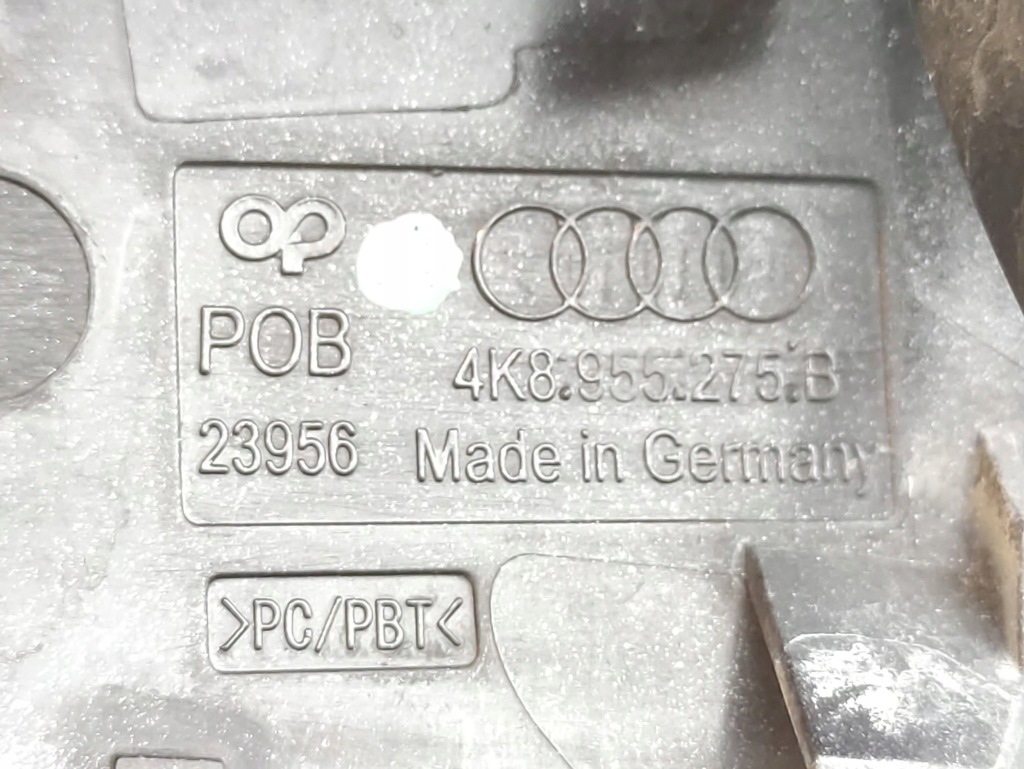 POB
23956
4K8.955.275.B
Made in Germany
>PC/PBT<